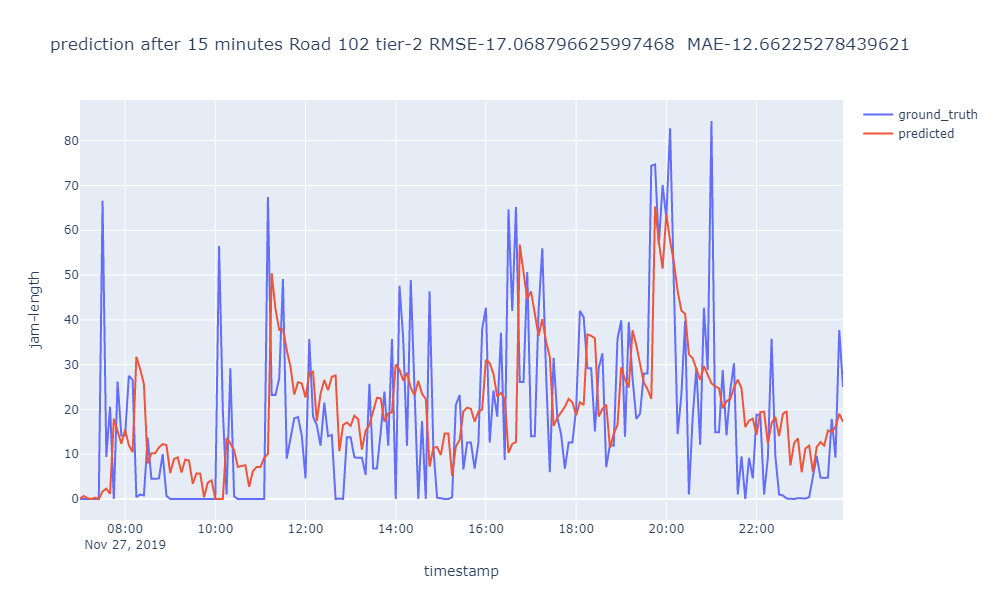 prediction after 15 minutes Road 102 tier-2 RMSE-17.068796625997468  MAE-12.66225278439621
ground_truth
predicted
80
70
60
50
40
30
20
10
0
jam-length
08:00
10:00
12:00
14:00
16:00
18:00
20:00
22:00
Nov 27, 2019
timestamp